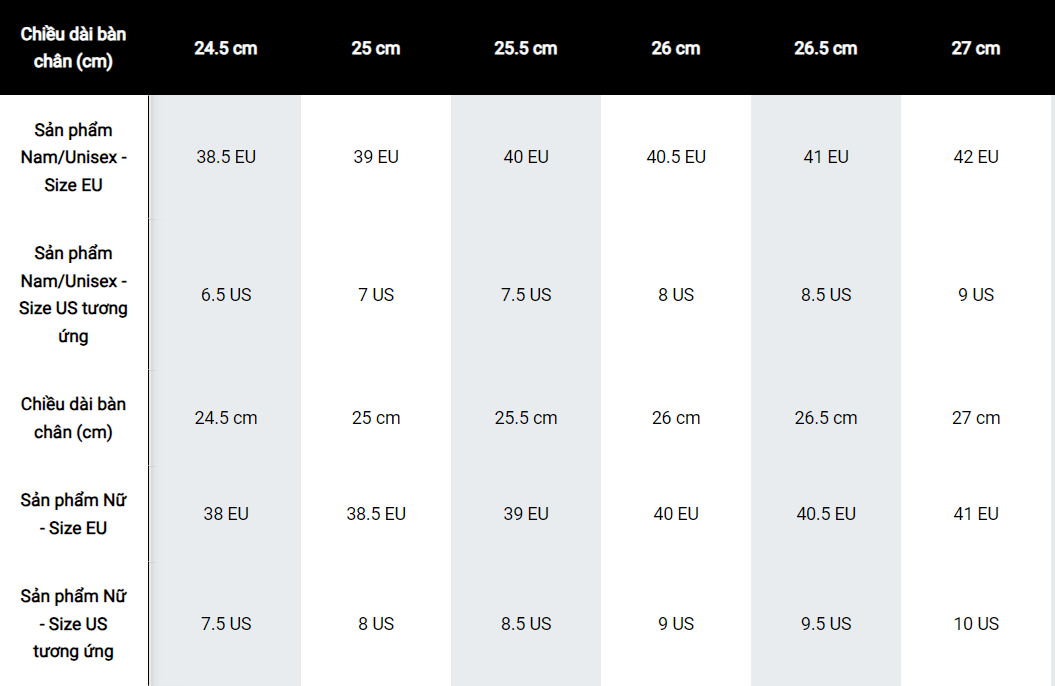 Chiều dài bàn
chân (cm)
24.5 cm
25 cm
25.5 cm
26 cm
26.5 cm
27 cm
Sản phẩm
Nam/Unisex -
Size EU
38.5 EU
39 EU
40 EU
40.5 EU
41 EU
42 EU
Sản phẩm
Nam/Unisex -
Size US tương
ứng
6.5 US
7 US
7.5 US
8 US
8.5 US
9 US
Chiều dài bàn
chân (cm)
24.5 cm
25 cm
25.5 cm
26 cm
26.5 cm
27 cm
Sản phẩm Nữ
- Size EU
38 EU
38.5 EU
39 EU
40 EU
40.5 EU
41 EU
Sản phẩm Nữ
- Size US
tương ứng
7.5 US
8 US
8.5 US
9 US
9.5 US
10 US